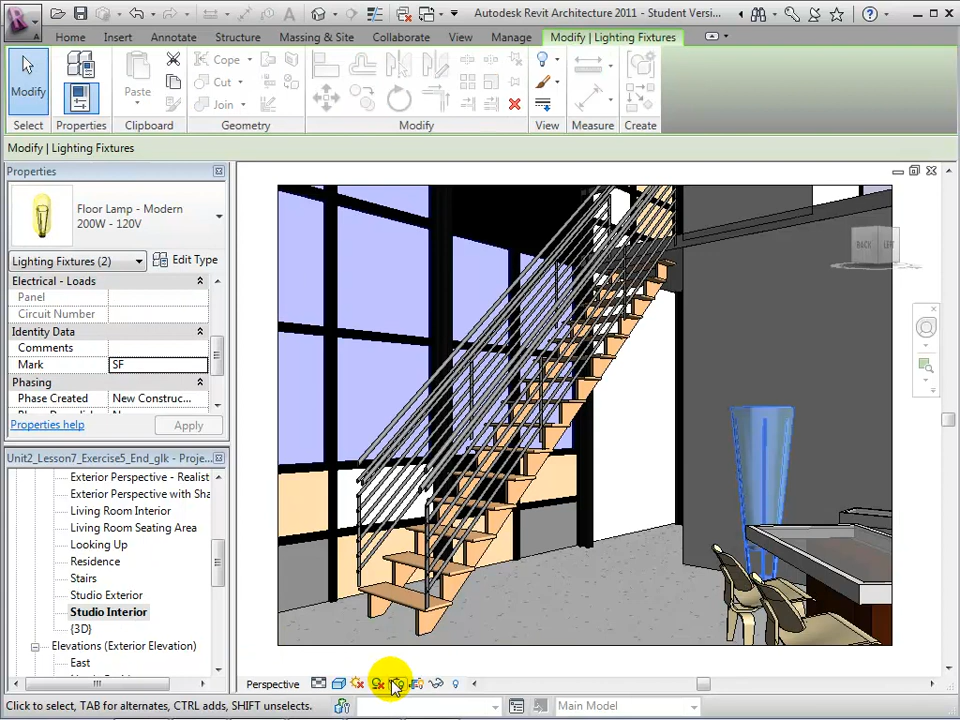 Autodesk Revit Architecture 2011 - Student Versi...
Home Insert Annotate Structure Massing & Site Collaborate View Manage Modify | Lighting Fixtures
Modify
Paste
Cope
Cut
Join
Select Properties Clipboard Geometry Modify View Measure Create
Modify | Lighting Fixtures
Properties
Floor Lamp - Modern
200W - 120V
Lighting Fixtures (2) Edit Type
Electrical - Loads
Panel
Circuit Number
Identity Data
Comments
Mark SF
Phasing
Phase Created New Construc...
Properties help Apply
Unit2_Lesson7_Exercise5_End_glk - Proje...
Exterior Perspective - Realist
Exterior Perspective with Sha
Living Room Interior
Living Room Seating Area
Looking Up
Residence
Stairs
Studio Exterior
Studio Interior
{3D}
Elevations (Exterior Elevation)
East
BACK LEFT
Perspective
Click to select, TAB for alternates, CTRL adds, SHIFT unselects. Main Model